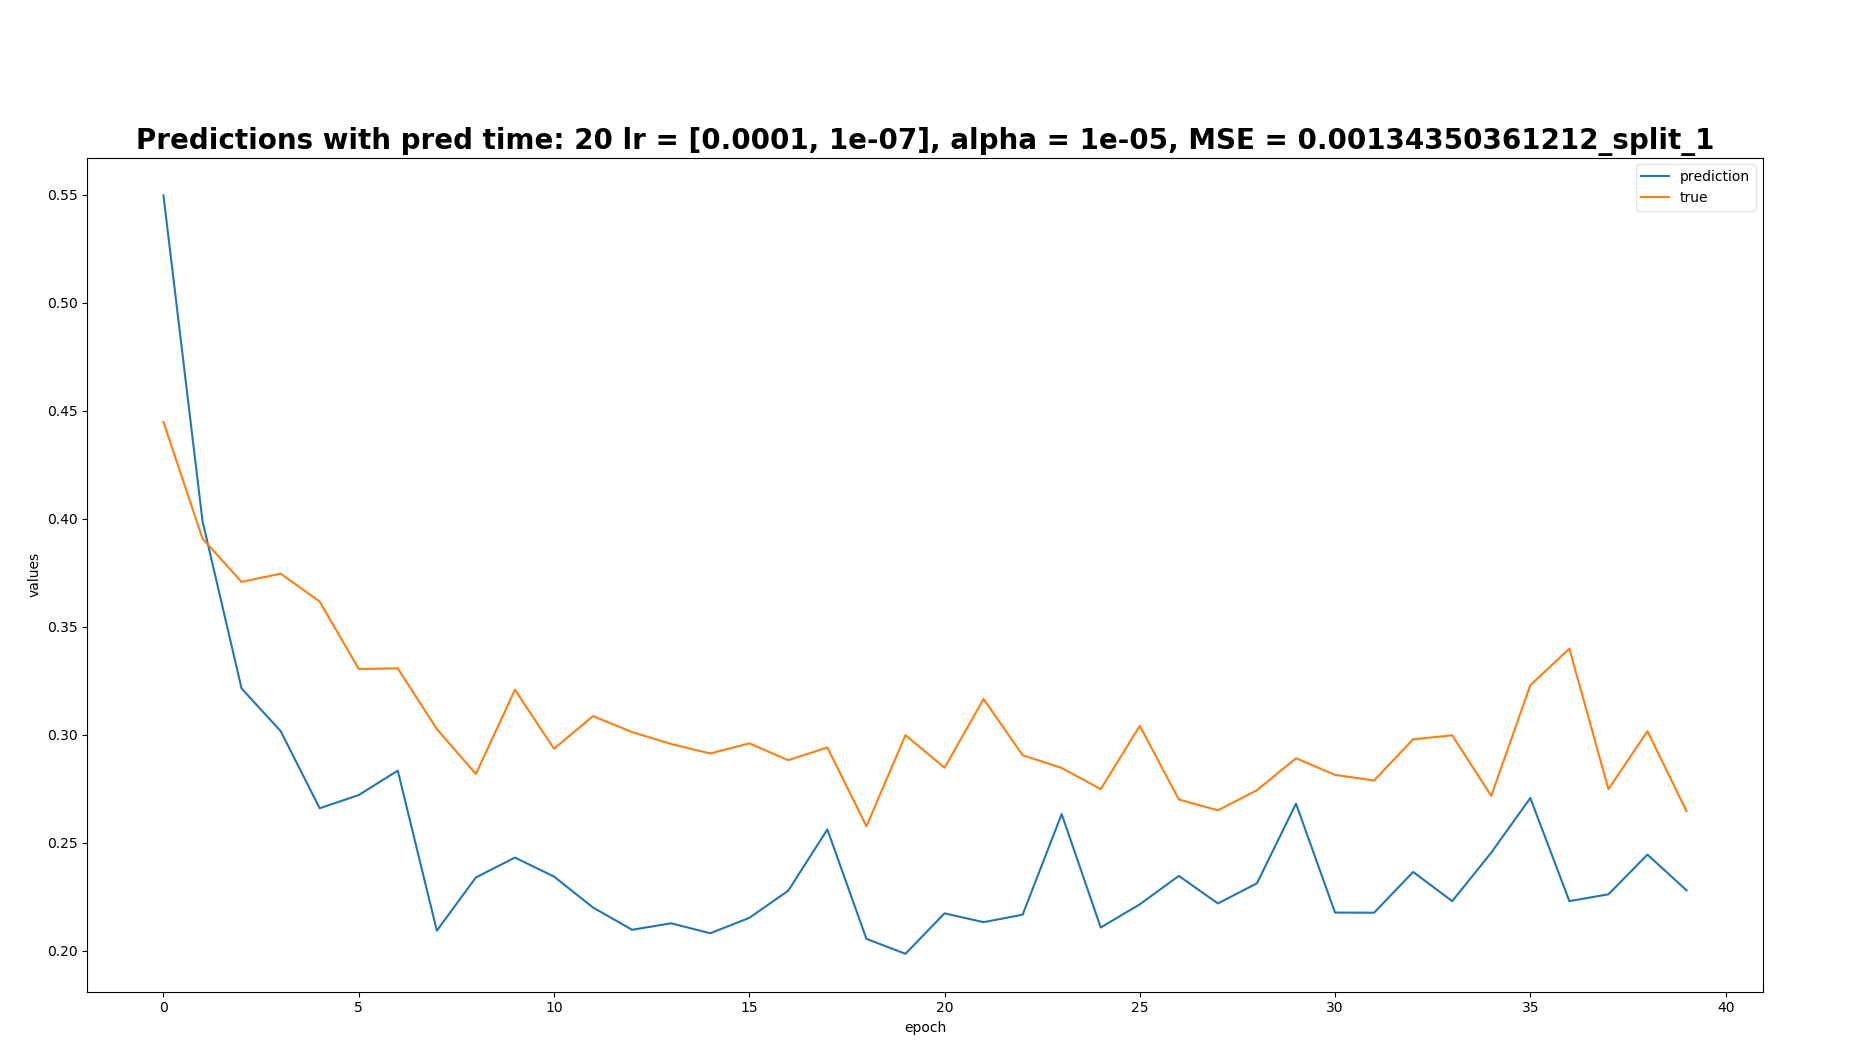 Predictions with pred time: 20 lr = [0.0001, 1e-07], alpha = 1e-05, MSE = 0.00134350361212_split_1
prediction
true
0.55
0.50
0.45
0.40
0.35
0.30
0.25
0.20
values
0 5 10 15 20 25 30 35 40
epoch